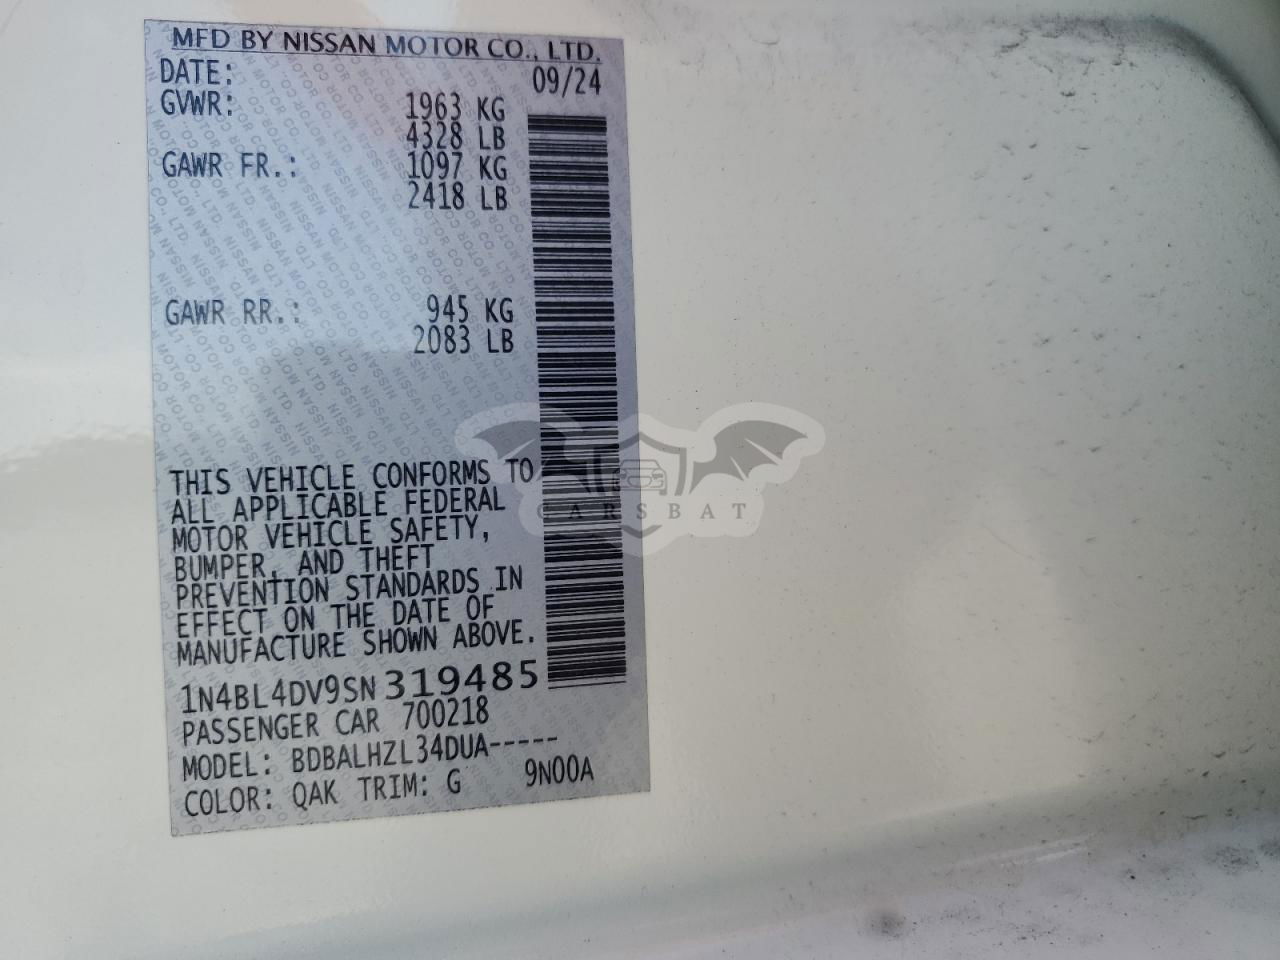 MFD BY NISSAN MOTOR CO., LTD.
DATE: 09/24
GVWR: 1963 KG
4328 LB
GAWR FR.: 1097 KG
2418 LB
GAWR RR.: 945 KG
2083 LB
THIS VEHICLE CONFORMS TO
ALL APPLICABLE FEDERAL
MOTOR VEHICLE SAFETY,
BUMPER, AND THEFT
PREVENTION STANDARDS IN
EFFECT ON THE DATE OF
MANUFACTURE SHOWN ABOVE.
1N4BL4DV9SN319485
PASSENGER CAR 700218
MODEL: BDBALHZL34DUA-----
COLOR: QAK TRIM: G 9N00A
CARSBAT